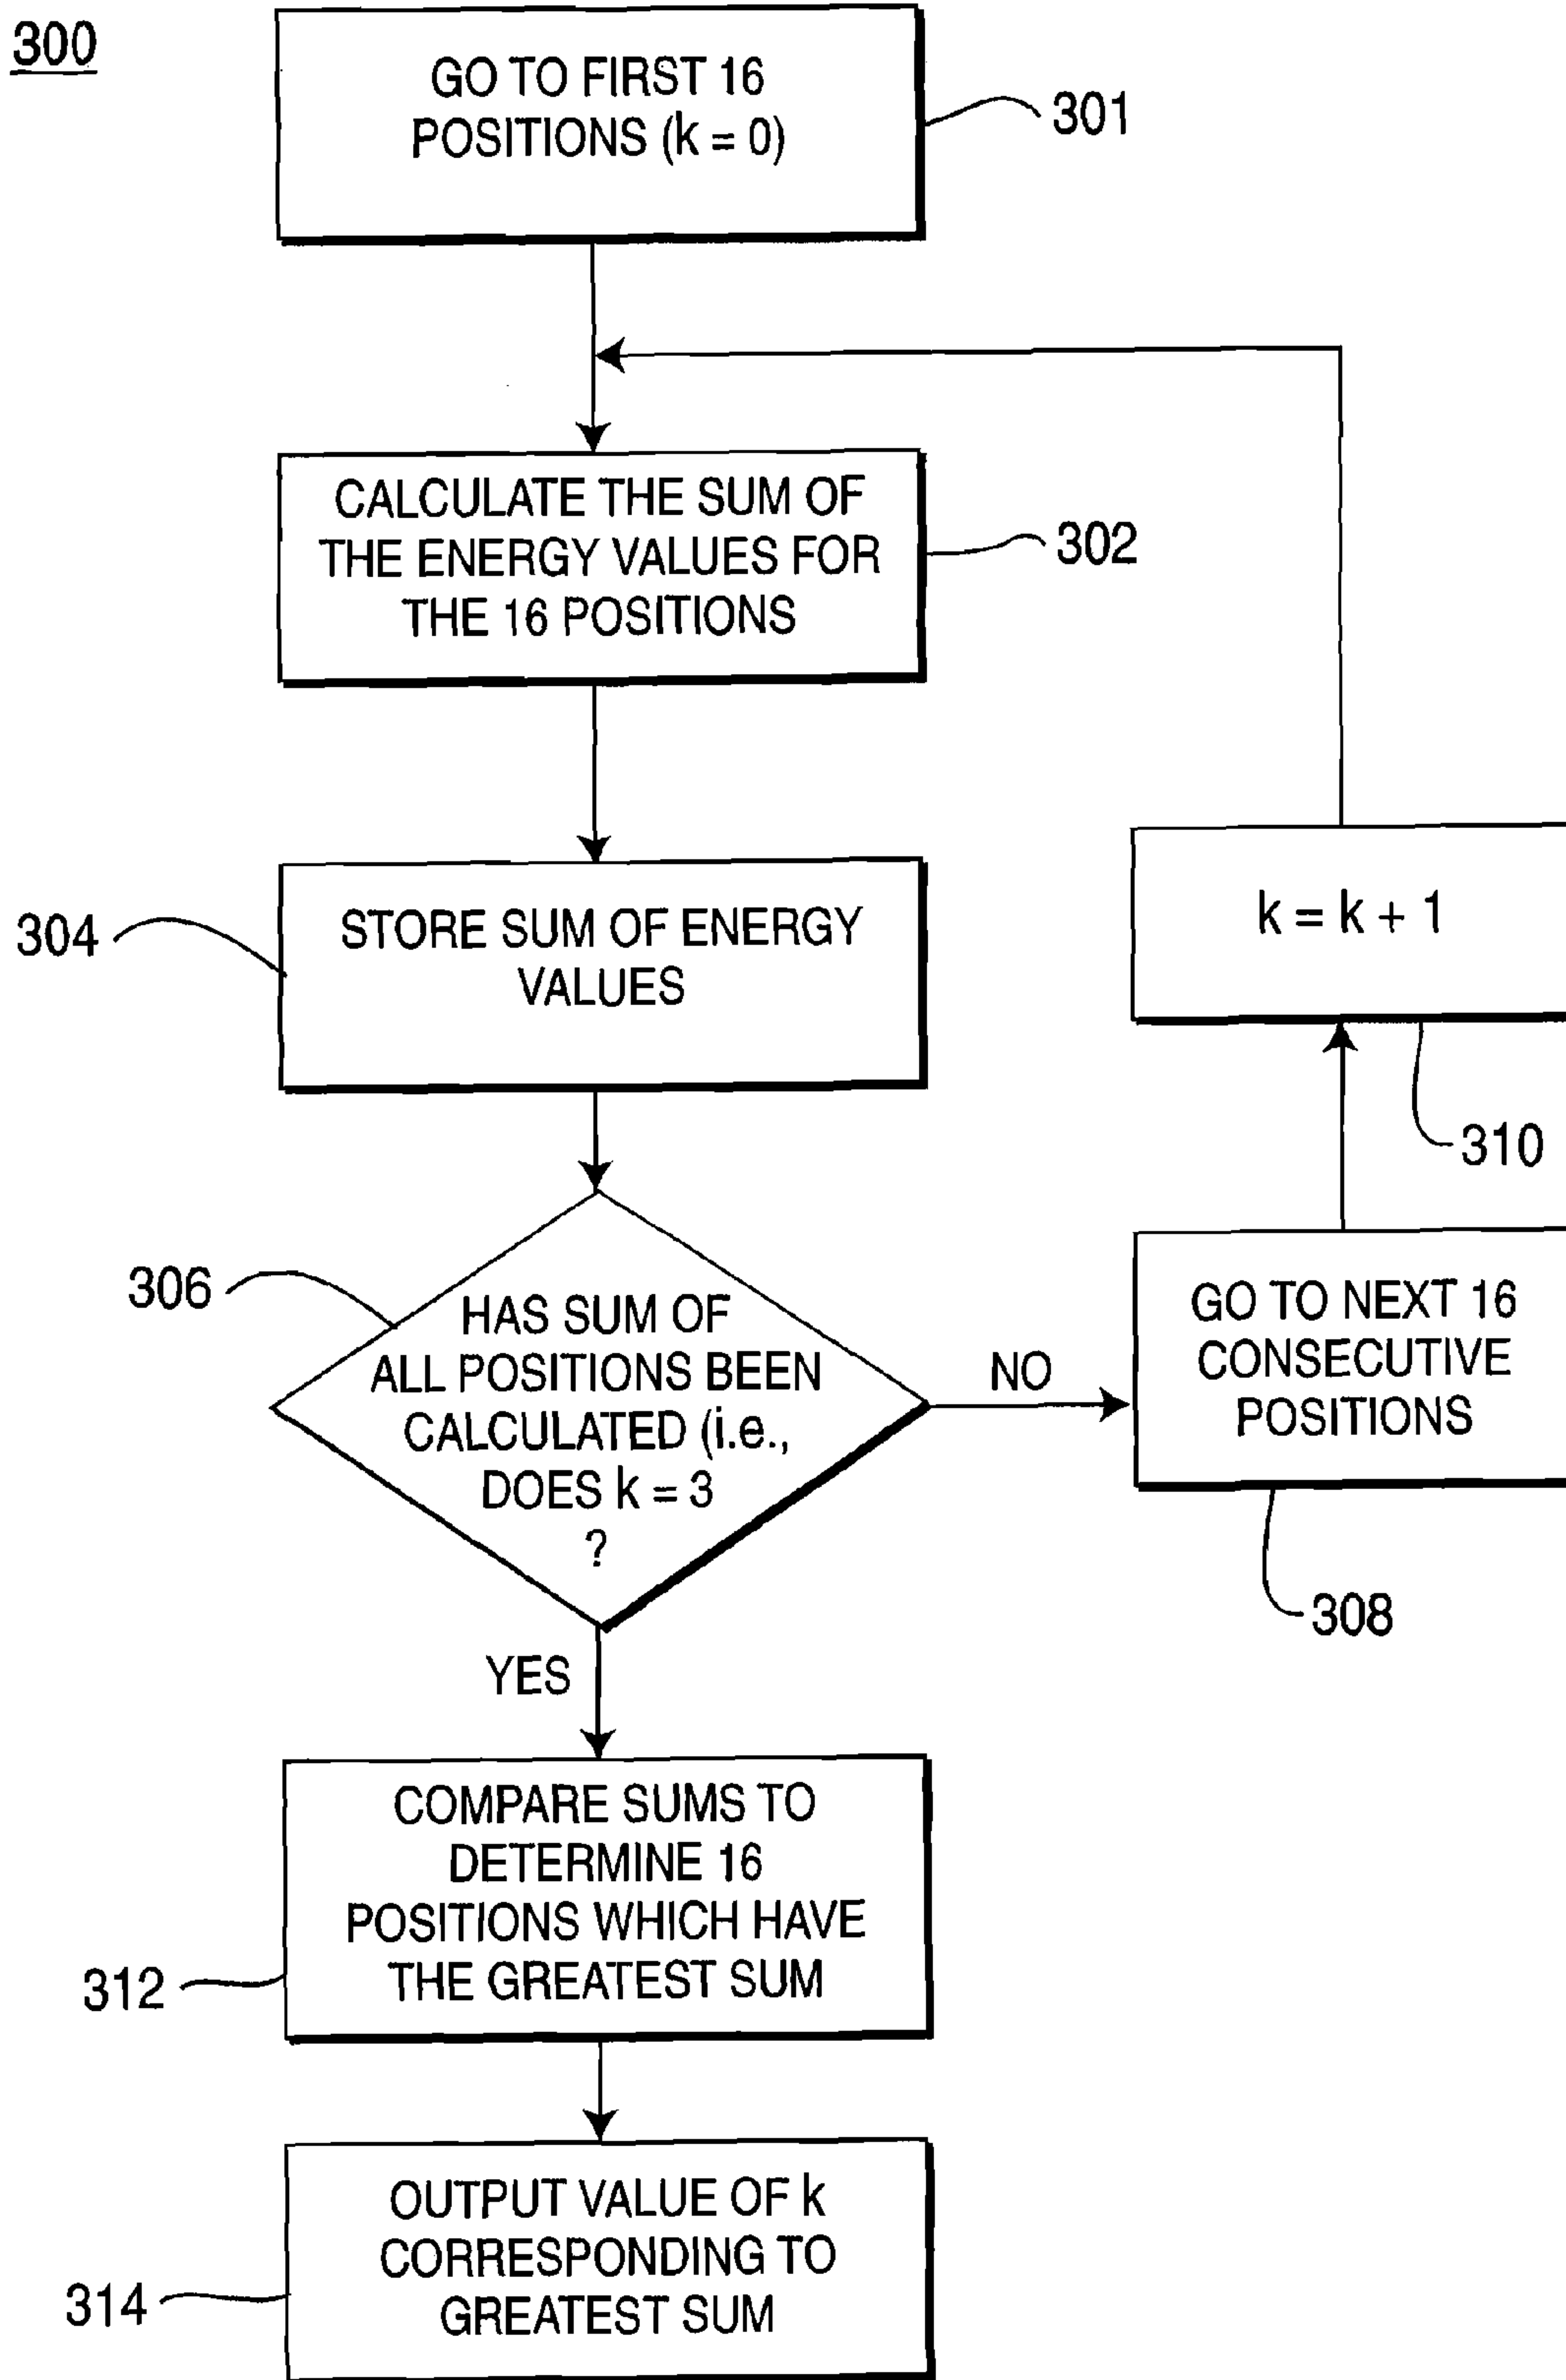 300
GO TO FIRST 16
POSITIONS (k = 0)
301
CALCULATE THE SUM OF
THE ENERGY VALUES FOR
THE 16 POSITIONS
302
304
STORE SUM OF ENERGY
VALUES
k = k + 1
310
306
HAS SUM OF
ALL POSITIONS BEEN
CALCULATED (i.e.,
DOES k = 3
?
NO
GO TO NEXT 16
CONSECUTIVE
POSITIONS
308
YES
COMPARE SUMS TO
DETERMINE 16
POSITIONS WHICH HAVE
THE GREATEST SUM
312
OUTPUT VALUE OF k
CORRESPONDING TO
GREATEST SUM
314